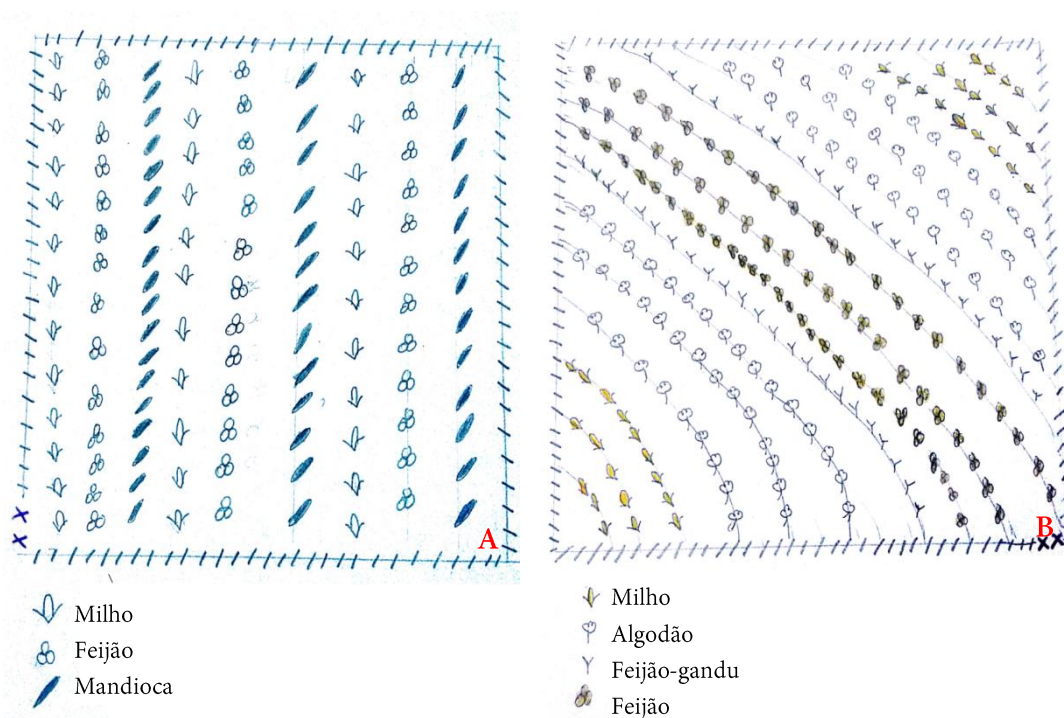 A
B
Milho
Feijão
Mandioca
Milho
Algodão
Feijão-gandu
Feijão